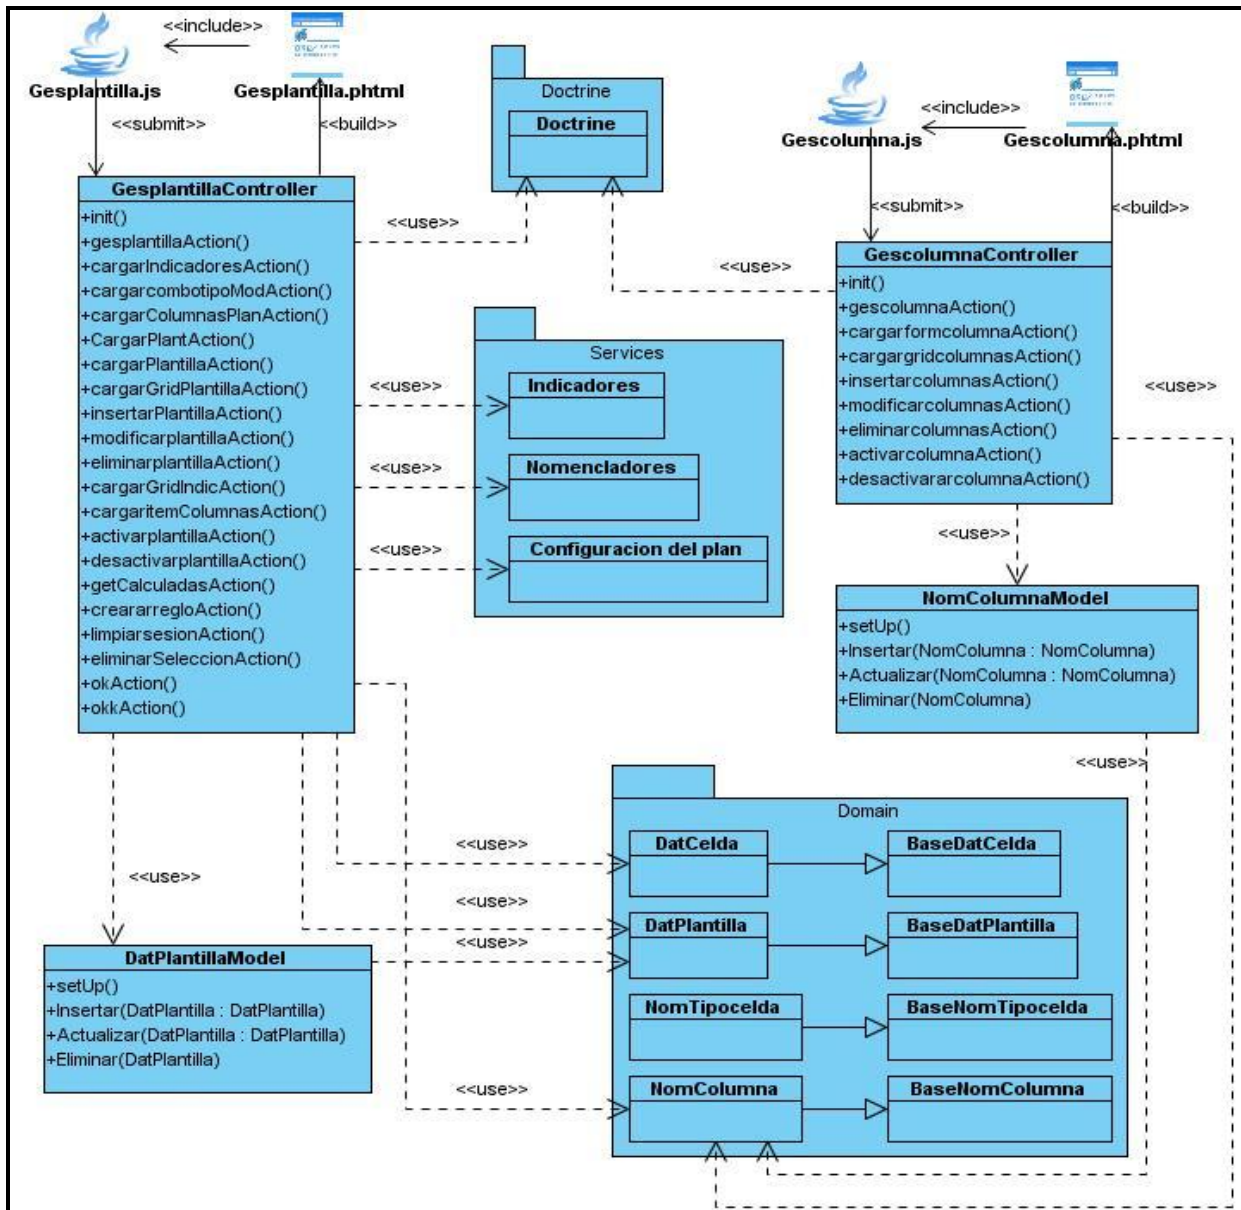 <<include>>
Gesplantilla.js
Gesplantilla.phtml
<<submit>>
<<build>>
GesplantillaController
+init()
+gesplantillaAction()
+cargarIndicadoresAction()
+cargarcombotipoModAction()
+cargarColumnasPlanAction()
+CargarPlantAction()
+cargarPlantillaAction()
+cargarGridPlantillaAction()
+insertarPlantillaAction()
+modificarplantillaAction()
+eliminarplantillaAction()
+cargarGridIndicAction()
+cargaritemColumnasAction()
+activarplantillaAction()
+desactivarplantillaAction()
+getCalculadasAction()
+creararregloAction()
+limpiarsesionAction()
+eliminarSeleccionAction()
+okAction()
+okkAction()
<<use>>
<<use>>
<<use>>
<<use>>
Doctrine
Doctrine
<<use>>
Services
Indicadores
Nomencladores
Configuracion del plan
<<include>>
Gescolumna.js
Gescolumna.phtml
<<submit>>
<<build>>
GescolumnaController
+init()
+gescolumnaAction()
+cargarformcolumnaAction()
+cargargridcolumnasAction()
+insertarcolumnasAction()
+modificarcolumnasAction()
+eliminarcolumnasAction()
+activarcolumnaAction()
+desactivararcolumnaAction()
<<use>>
<<use>>
NomColumnaModel
+setUp()
+Insertar(NomColumna : NomColumna)
+Actualizar(NomColumna : NomColumna)
+Eliminar(NomColumna)
<<use>>
<<use>>
DatPlantillaModel
+setUp()
+Insertar(DatPlantilla : DatPlantilla)
+Actualizar(DatPlantilla : DatPlantilla)
+Eliminar(DatPlantilla)
<<use>>
<<use>>
<<use>>
<<use>>
Domain
DatCelda
BaseDatCelda
DatPlantilla
BaseDatPlantilla
NomTipocelda
BaseNomTipocelda
NomColumna
BaseNomColumna